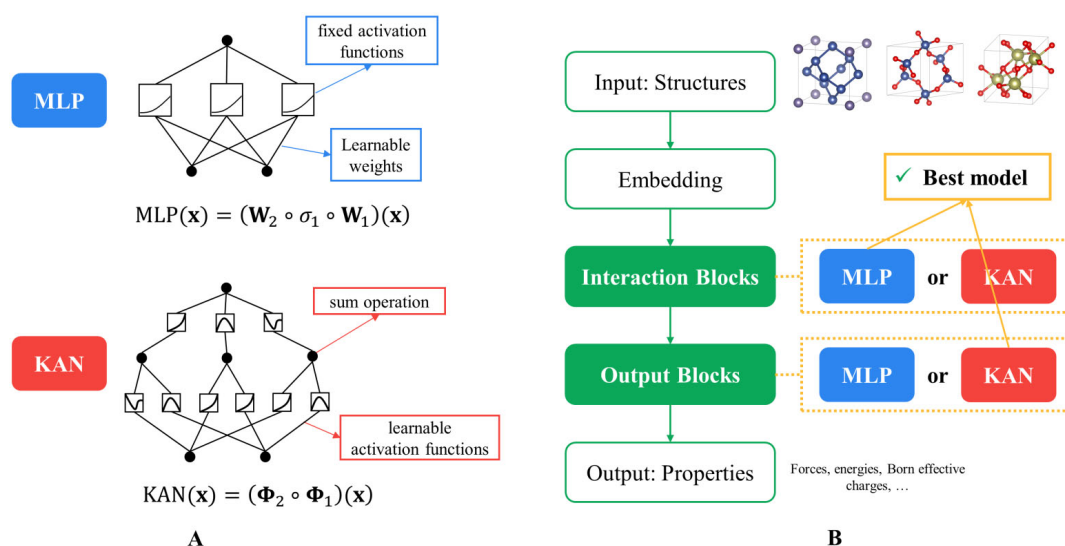 MLP
fixed activation
functions
Learnable
weights
MLP(𝐱) = (𝐖₂ ∘ σ₁ ∘ 𝐖₁)(𝐱)
KAN
sum operation
learnable
activation functions
KAN(𝐱) = (𝚽₂ ∘ 𝚽₁)(𝐱)
A
Input: Structures
Embedding
✓ Best model
Interaction Blocks
MLP or KAN
Output Blocks
MLP or KAN
Output: Properties
Forces, energies, Born effective
charges, …
B